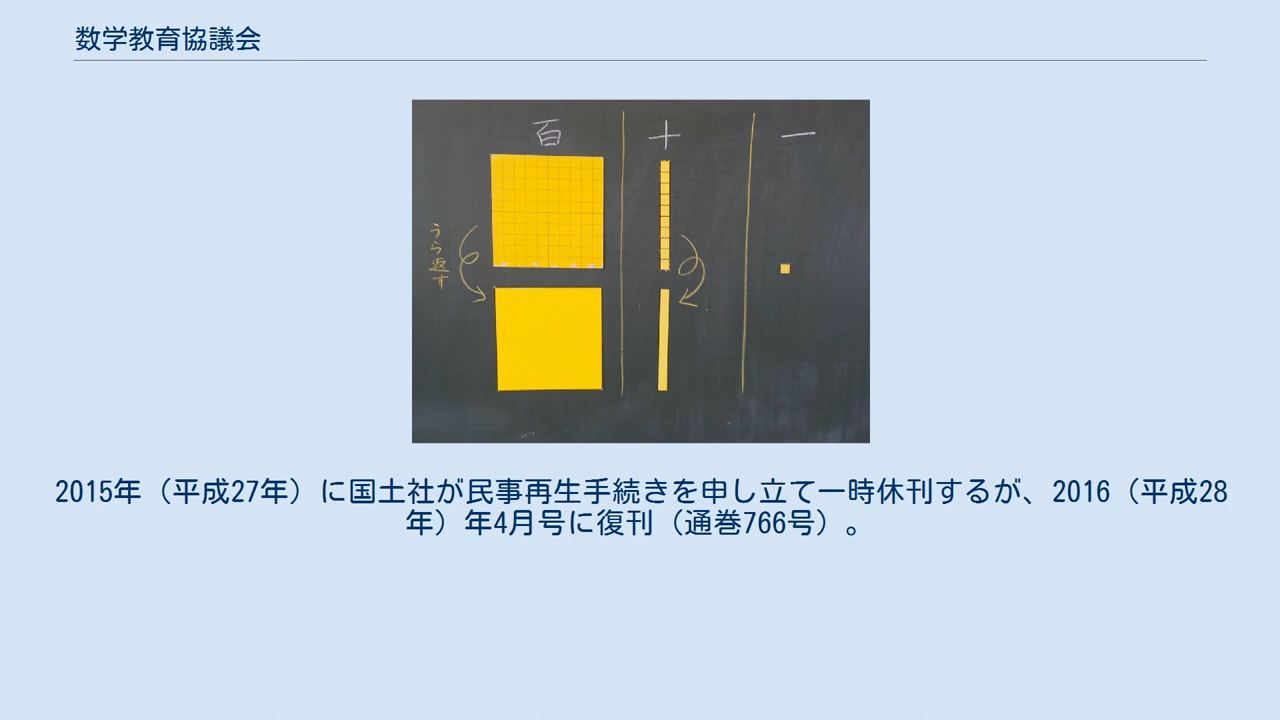 数学教育協議会
百 十 一
うら返す
2015年（平成27年）に国土社が民事再生手続きを申し立て一時休刊するが、2016（平成28
年）年4月号に復刊（通巻766号）。